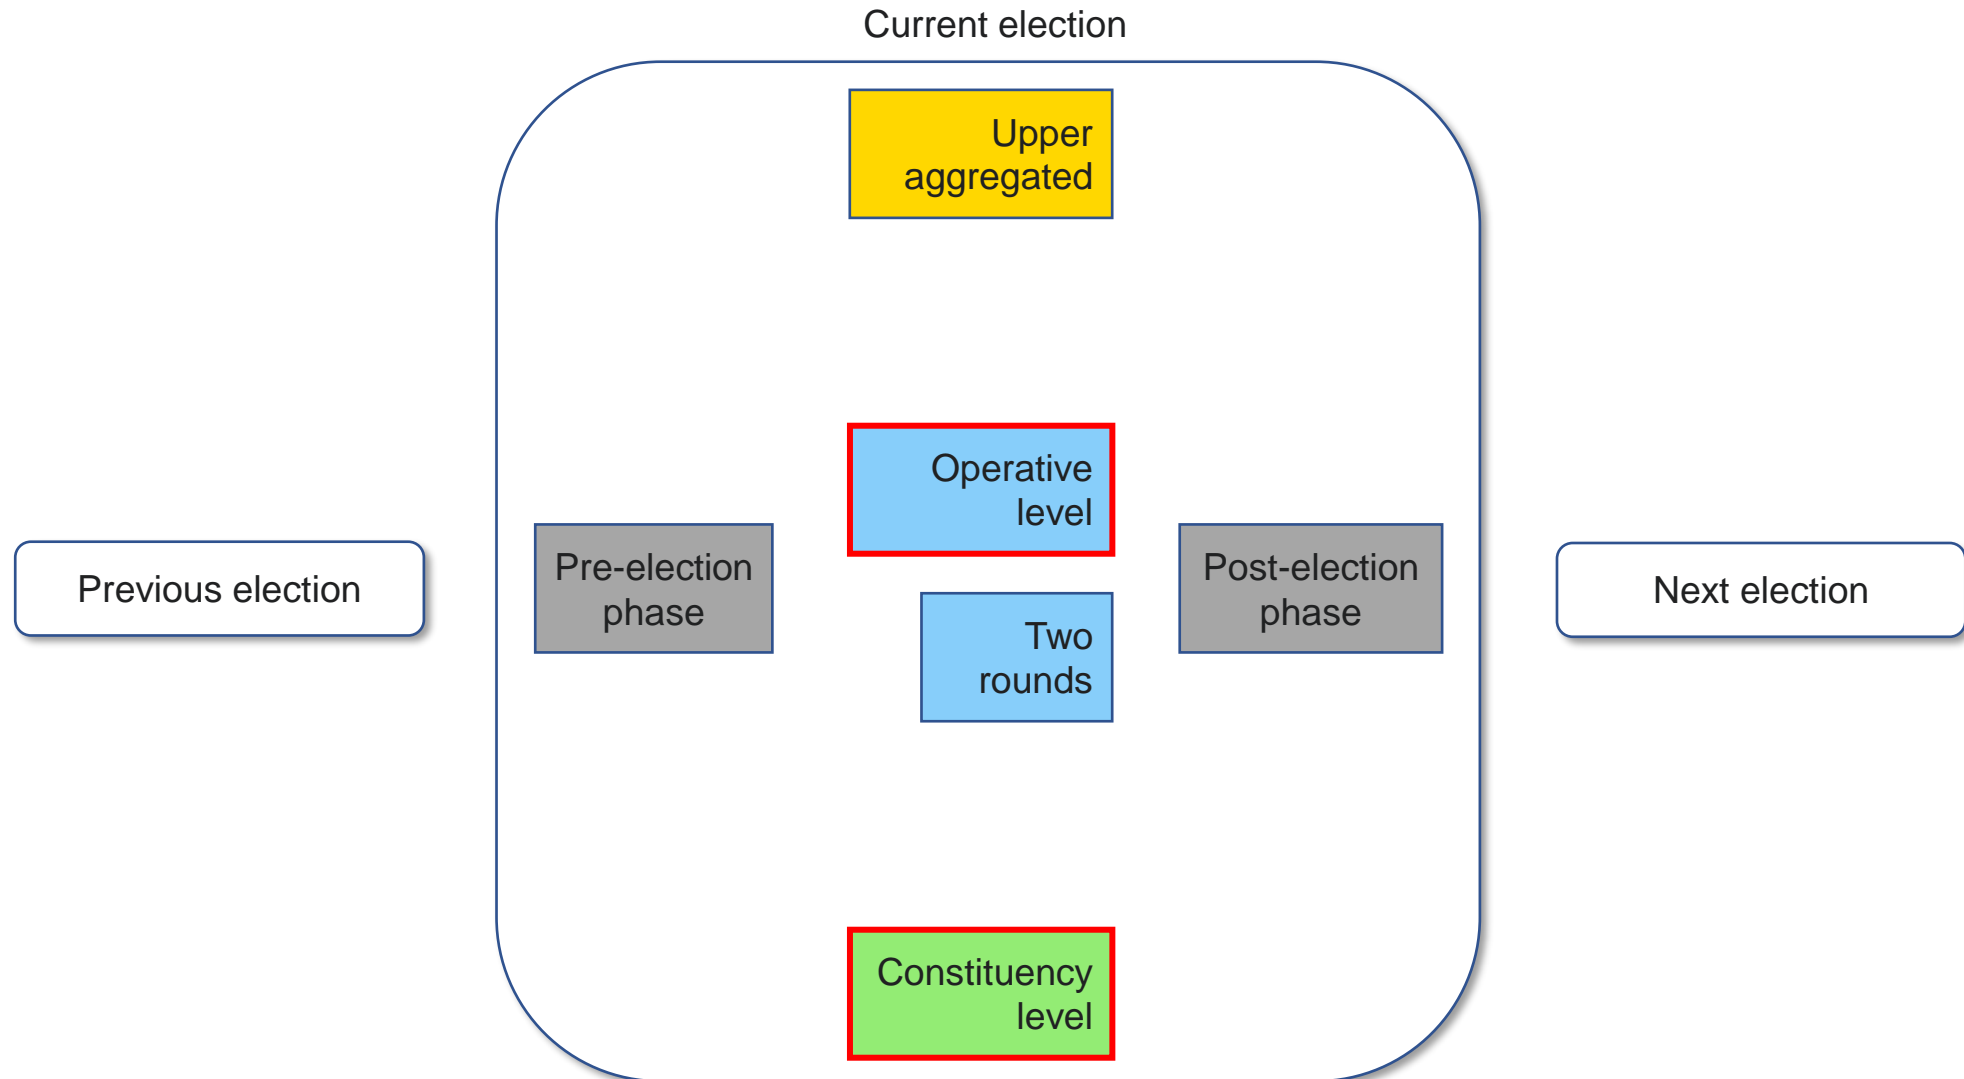 Current election
Upper
aggregated
Operative
level
Previous election
Pre-election
phase
Two
rounds
Post-election
phase
Next election
Constituency
level